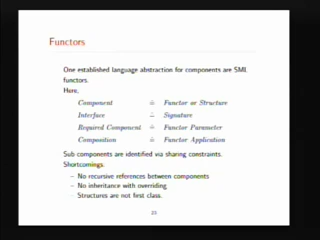 Functors
One established language abstraction for components are SML
functors.
Here,
Component ≙ Functor or Structure
Interface ≙ Signature
Required Component ≙ Functor Parameter
Composition ≙ Functor Application
Sub components are identified via sharing constraints.
Shortcomings.
– No recursive references between components
– No inheritance with overriding
Structures are not first class.